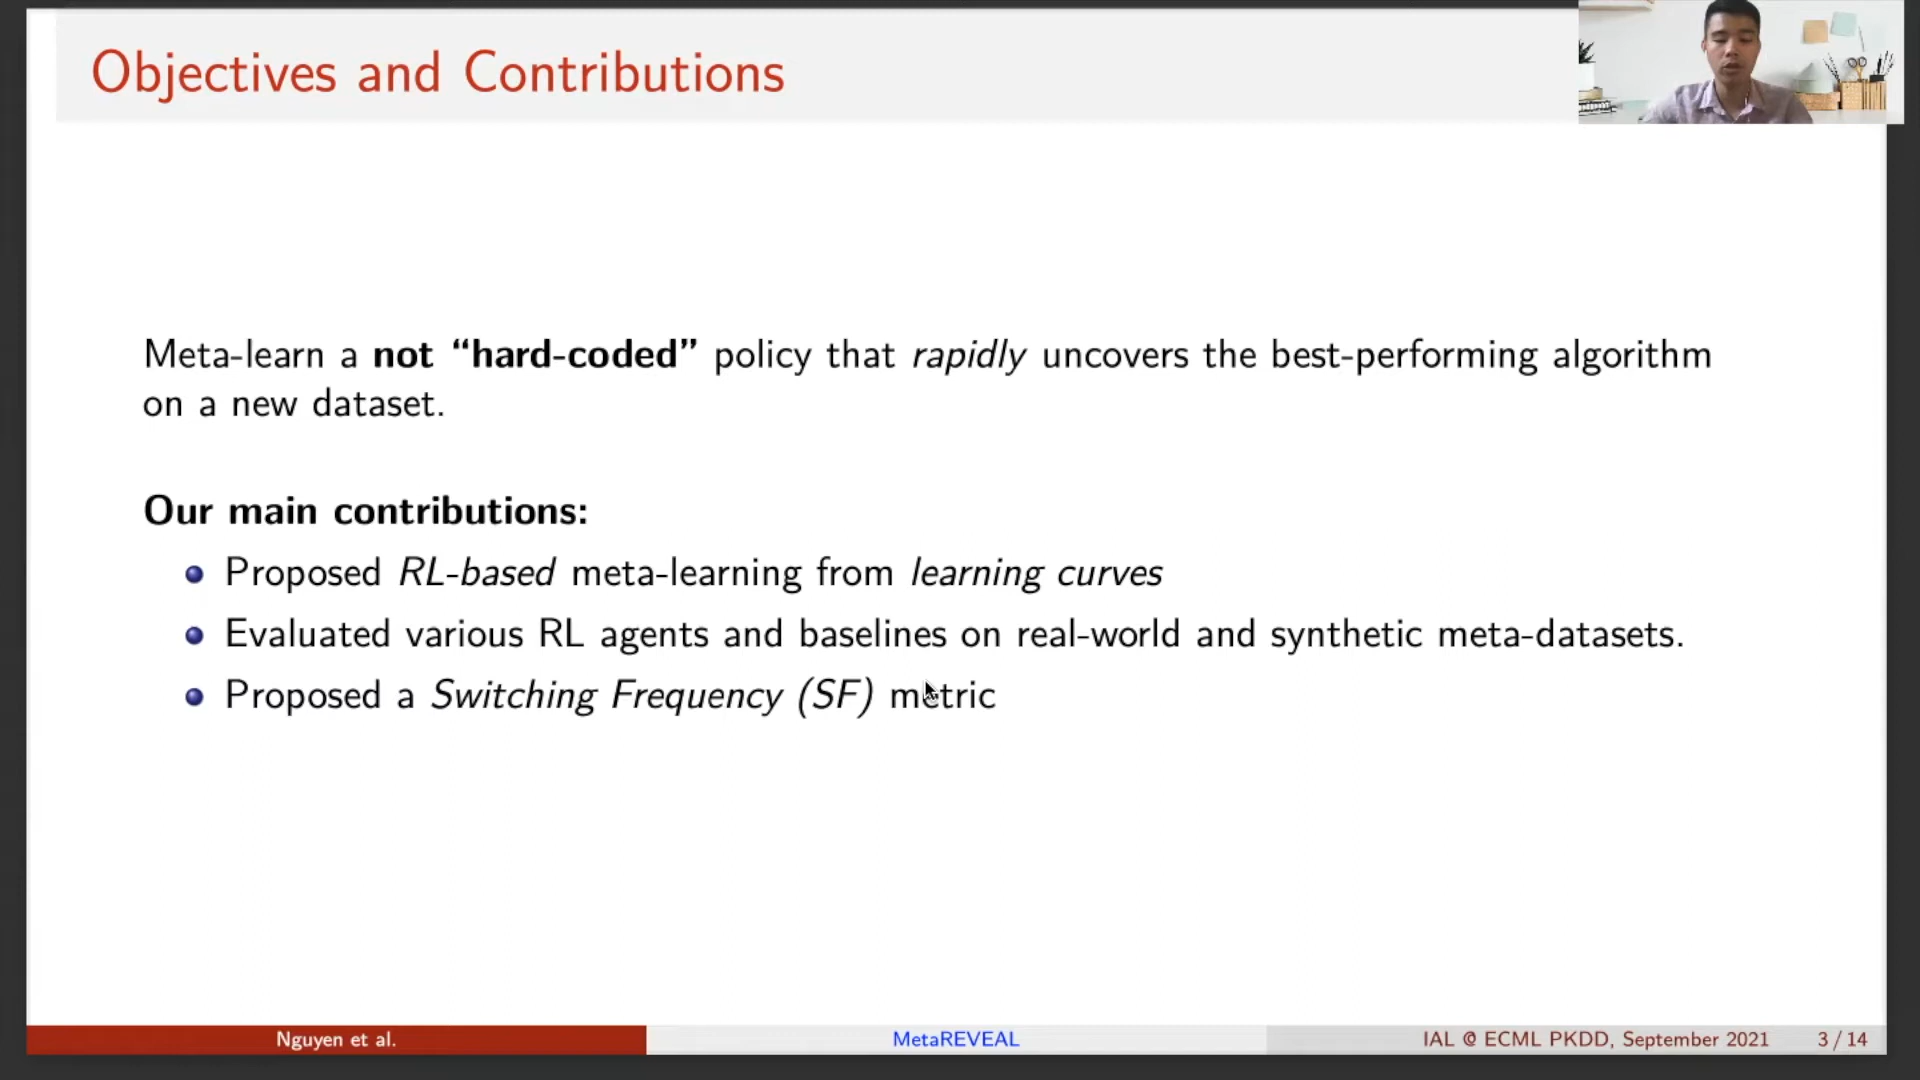 Objectives and Contributions
Meta-learn a not “hard-coded” policy that rapidly uncovers the best-performing algorithm
on a new dataset.
Our main contributions:
Proposed RL-based meta-learning from learning curves
Evaluated various RL agents and baselines on real-world and synthetic meta-datasets.
Proposed a Switching Frequency (SF) metric
Nguyen et al.
MetaREVEAL
IAL @ ECML PKDD, September 2021
3 / 14